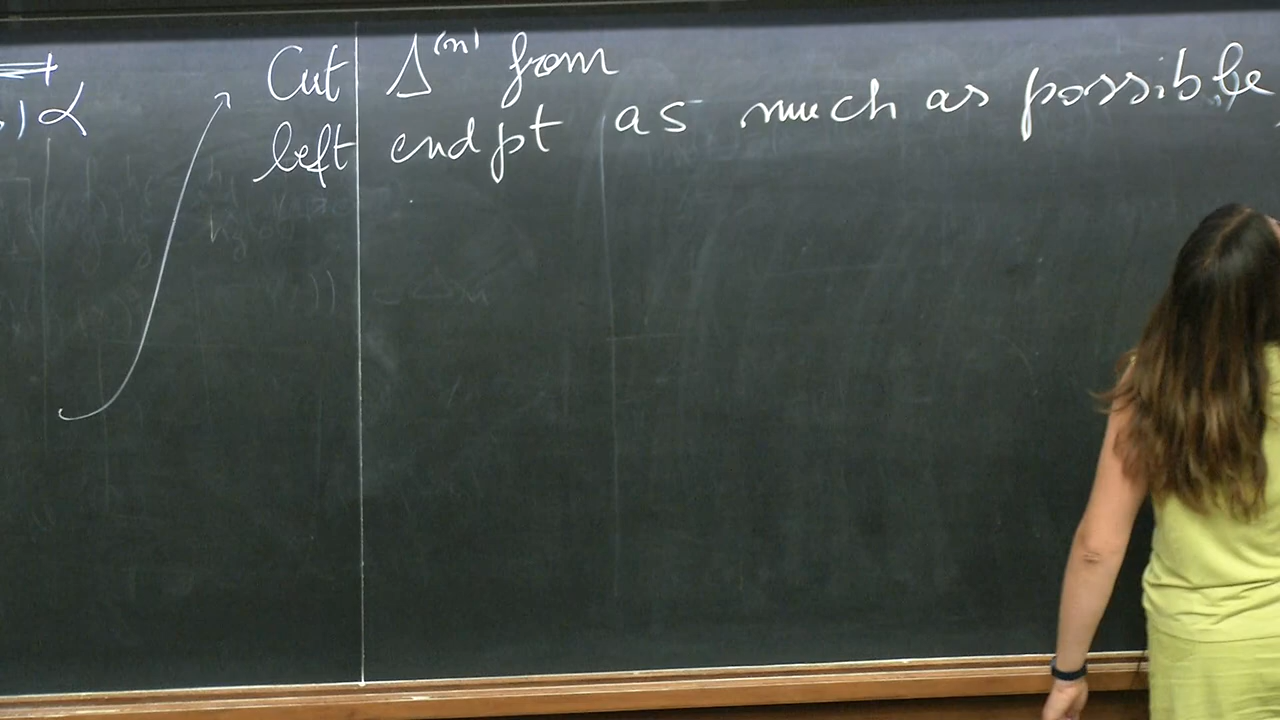 Cut Δ⁽ⁿ⁾ from
left endpt as much as possible,
) α